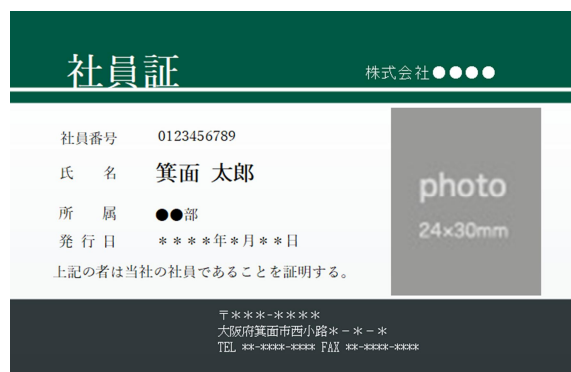 社員証
株式会社●●●●
社員番号 0123456789
氏 名 箕面 太郎
所 属 ●●部
発行日 ****年*月**日
上記の者は当社の社員であることを証明する。
photo
24×30mm
〒***-****
大阪府箕面市西小路*-*-*
TEL **-****-**** FAX **-****-****